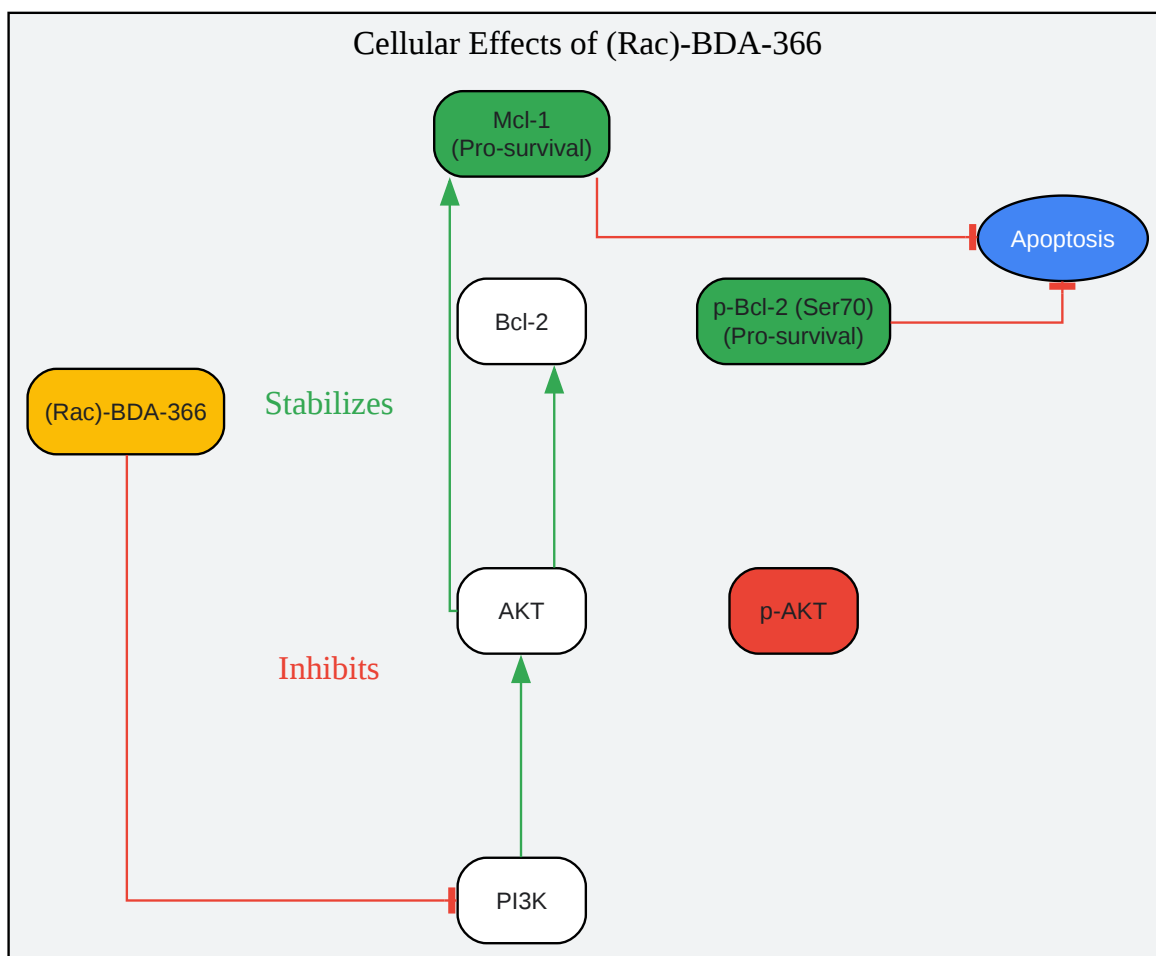 Cellular Effects of (Rac)-BDA-366
Mcl-1
(Pro-survival)
Apoptosis
Bcl-2
p-Bcl-2 (Ser70)
(Pro-survival)
(Rac)-BDA-366
Stabilizes
AKT
p-AKT
Inhibits
PI3K